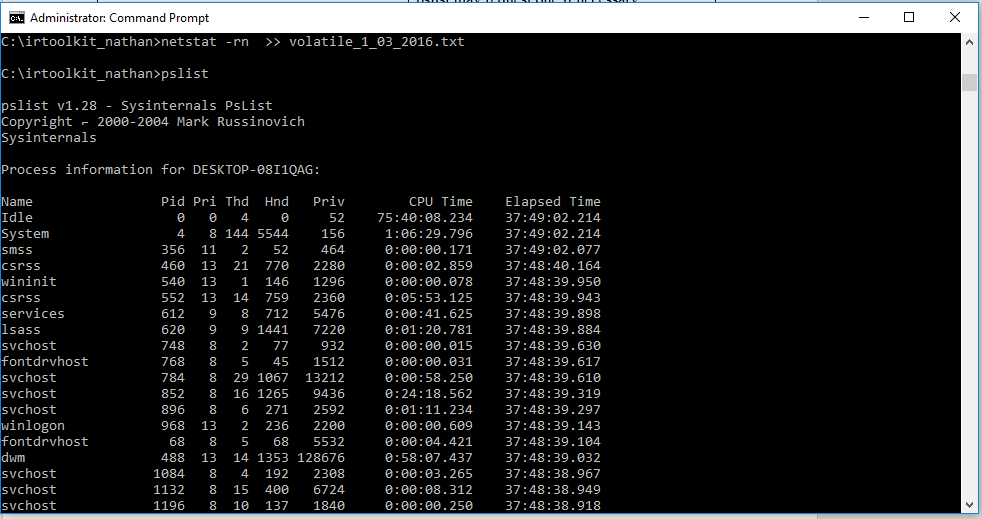 Administrator: Command Prompt
C:\irtoolkit_nathan>netstat -rn  >> volatile_1_03_2016.txt
C:\irtoolkit_nathan>pslist
pslist v1.28 - Sysinternals PsList
Copyright ⌐ 2000-2004 Mark Russinovich
Sysinternals
Process information for DESKTOP-08I1QAG:
Name                Pid Pri Thd  Hnd   Priv        CPU Time    Elapsed Time
Idle                  0   0   4    0     52    75:40:08.234    37:49:02.214
System                4   8 144 5544    156     1:06:29.796    37:49:02.214
smss                356  11   2   52    464     0:00:00.171    37:49:02.077
csrss               460  13  21  770   2280     0:00:02.859    37:48:40.164
wininit             540  13   1  146   1296     0:00:00.078    37:48:39.950
csrss               552  13  14  759   2360     0:05:53.125    37:48:39.943
services            612   9   8  712   5476     0:00:41.625    37:48:39.898
lsass               620   9   9 1441   7220     0:01:20.781    37:48:39.884
svchost             748   8   2   77    932     0:00:00.015    37:48:39.630
fontdrvhost         768   8   5   45   1512     0:00:00.031    37:48:39.617
svchost             784   8  29 1067  13212     0:00:58.250    37:48:39.610
svchost             852   8  16 1265   9436     0:24:18.562    37:48:39.319
svchost             896   8   6  271   2592     0:01:11.234    37:48:39.297
winlogon            968  13   2  236   2200     0:00:00.609    37:48:39.143
fontdrvhost          68   8   5   68   5532     0:00:04.421    37:48:39.104
dwm                 488  13  14 1353 128676     0:58:07.437    37:48:39.032
svchost            1084   8   4  192   2308     0:00:03.265    37:48:38.967
svchost            1132   8  15  400   6724     0:00:08.312    37:48:38.949
svchost            1196   8  10  137   1840     0:00:00.250    37:48:38.918